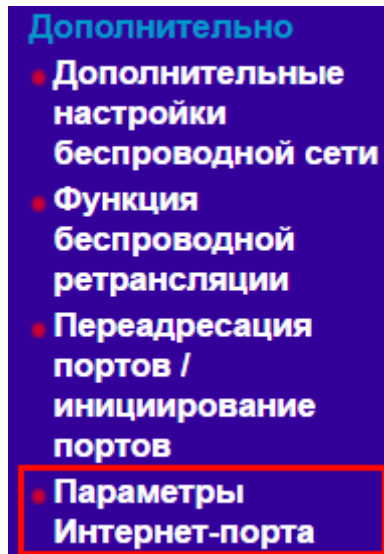 Дополнительно
Дополнительные
настройки
беспроводной сети
Функция
беспроводной
ретрансляции
Переадресация
портов /
инициирование
портов
Параметры
Интернет-порта